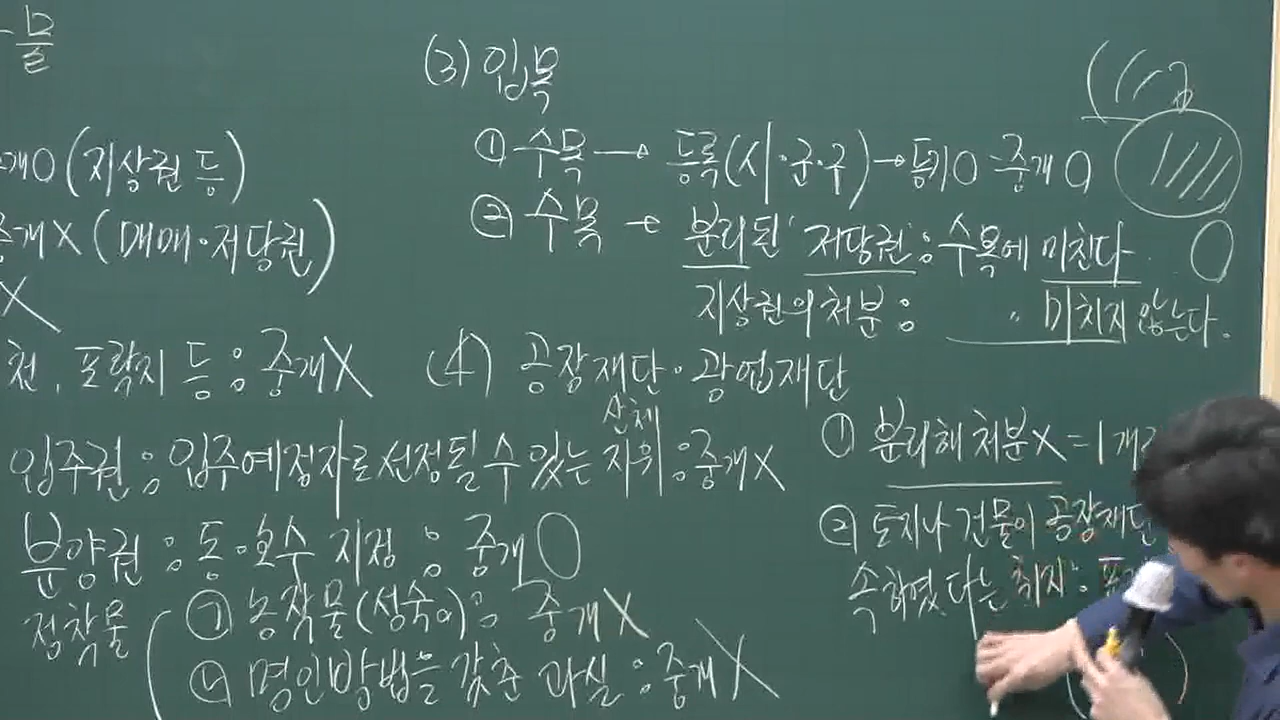 물
개O (지상권 등)
중개X (매매·저당권)
X
천, 포락지 등 : 중개X
입주권 : 입주예정자로 선정될 수 있는 지위 : 중개X
상태
분양권 : 동·호수 지정 : 중개O
정착물
㉠ 농작물(성숙이) : 중개X
㉡ 명인방법을 갖춘 과실 : 중개X
(3) 입목
① 수목 → 등록(시·군·구) → 등기O 중개O
② 수목 → 분리된 저당권 : 수목에 미친다
지상권의 처분 : 〃 미치지 않는다.
(4) 공장재단·광업재단
① 분리해 처분X = 1개
② 토지나 건물이 공장재단
속하였다는 취지 :